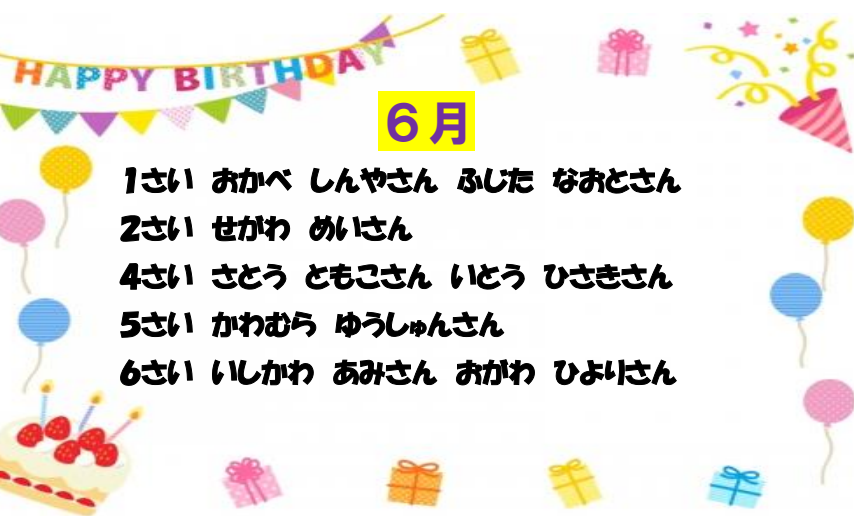 HAPPY BIRTHDAY
6月
1さい おかべ しんやさん ふじた なおとさん
2さい せがわ めいさん
4さい さとう ともこさん いとう ひさきさん
5さい かわむら ゆうしゅんさん
6さい いしかわ あみさん おがわ ひよりさん